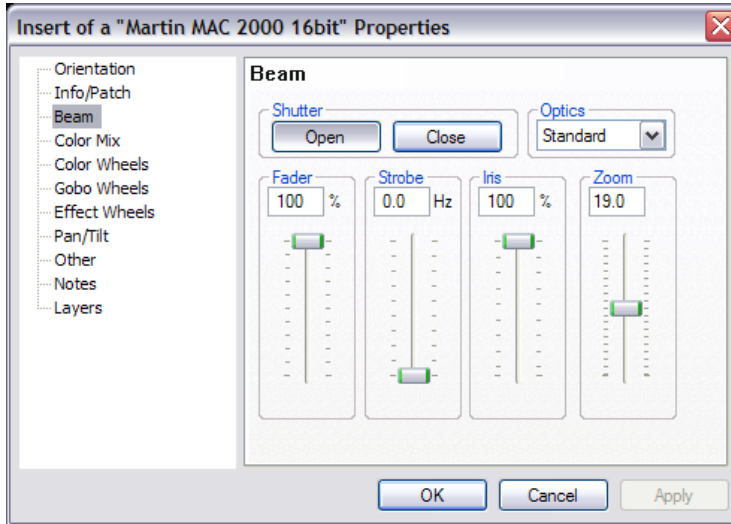 Insert of a "Martin MAC 2000 16bit" Properties
Orientation
Info/Patch
Beam
Color Mix
Color Wheels
Gobo Wheels
Effect Wheels
Pan/Tilt
Other
Notes
Layers
Beam
Shutter
Open Close
Optics
Standard
Fader
100 %
Strobe
0.0 Hz
Iris
100 %
Zoom
19.0
OK Cancel Apply